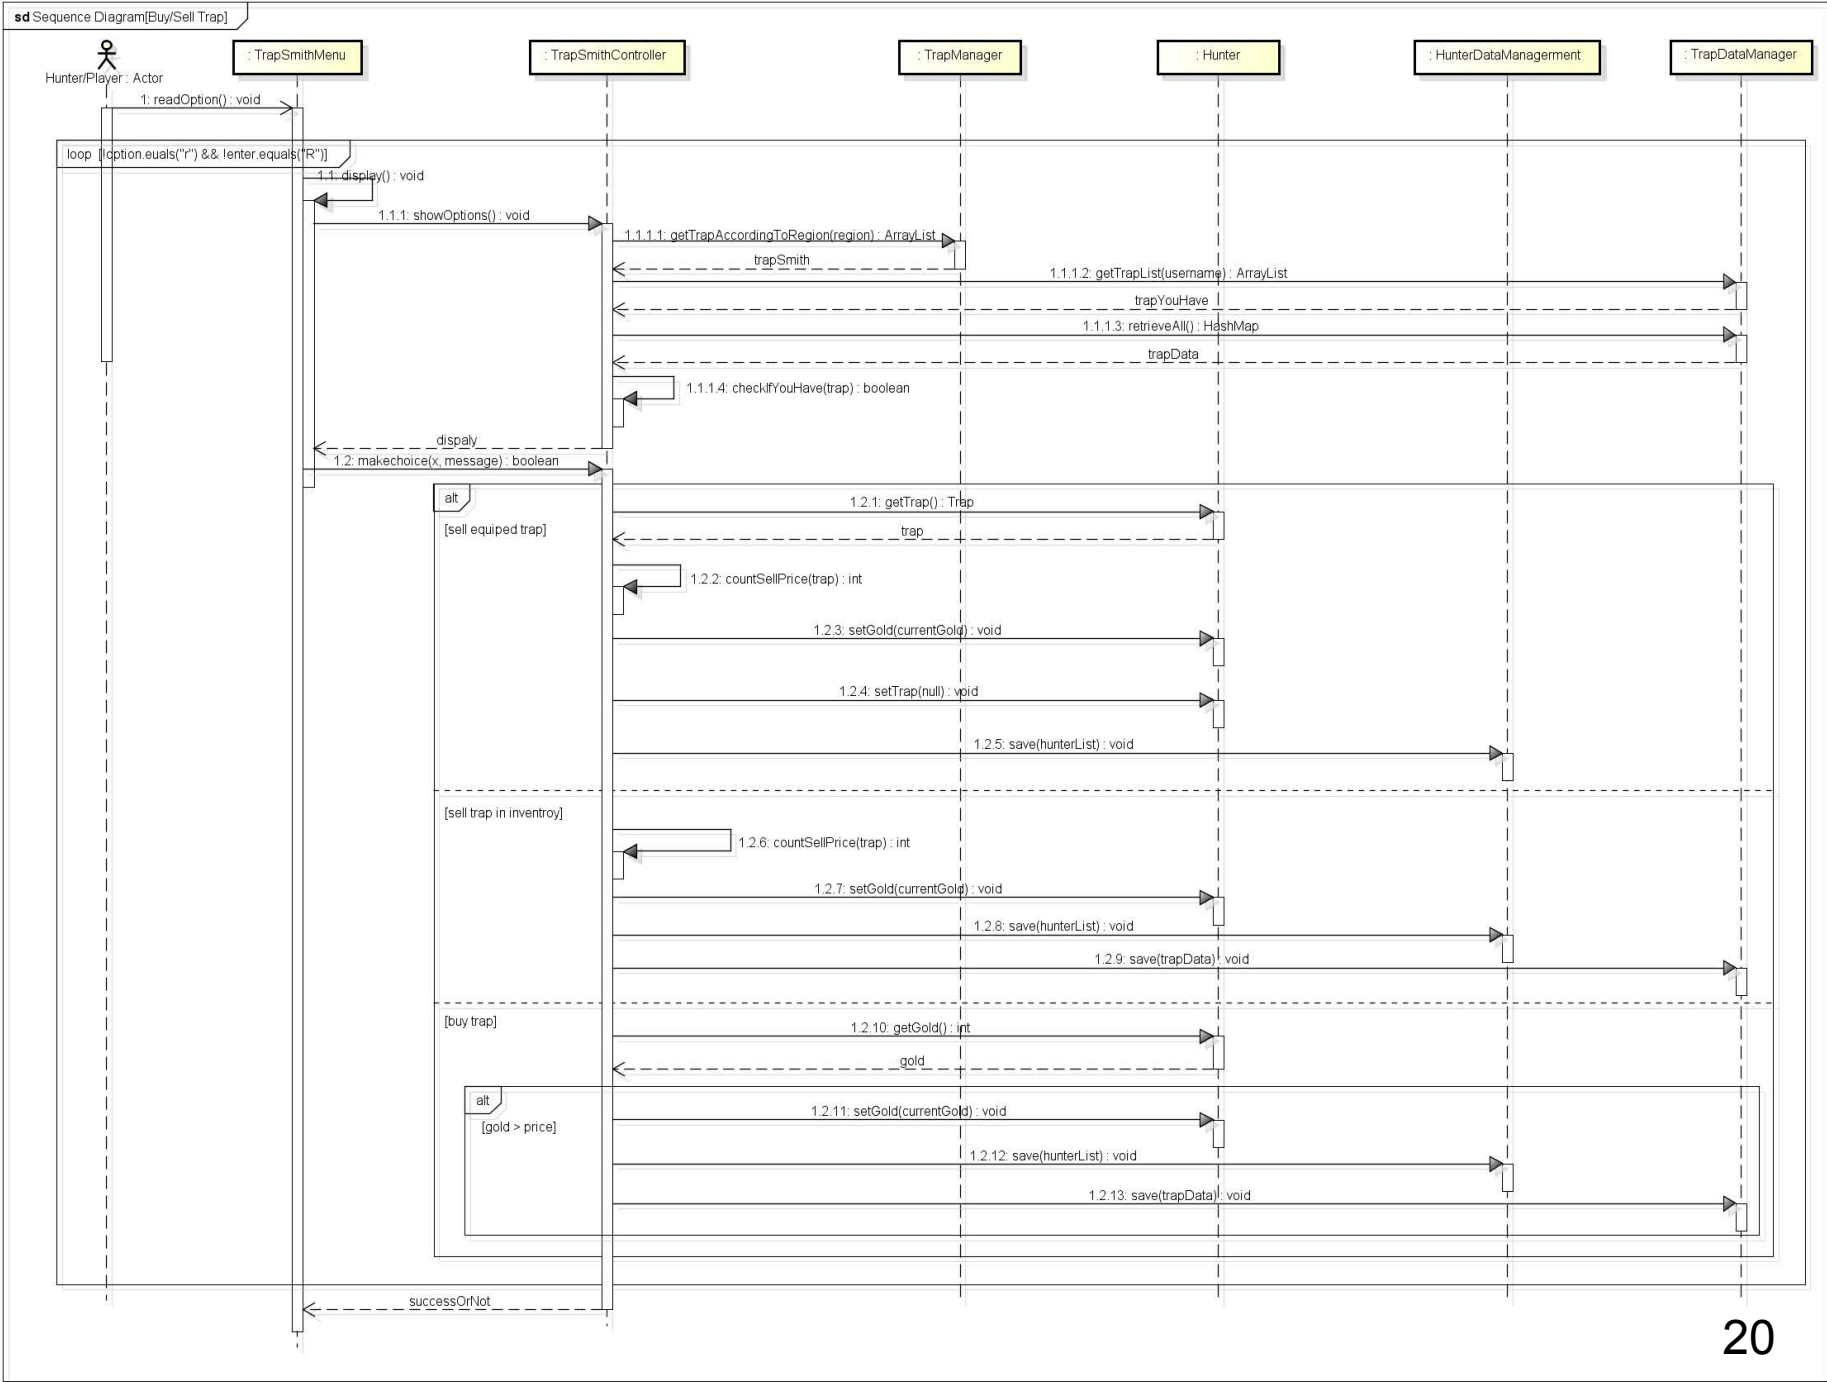 sd Sequence Diagram[Buy/Sell Trap]
Hunter/Player : Actor
: TrapSmithMenu
: TrapSmithController
: TrapManager
: Hunter
: HunterDataManagerment
: TrapDataManager
1: readOption() : void
loop [!option.euals("r") && !enter.equals("R")]
1.1: display() : void
1.1.1: showOptions() : void
1.1.1.1: getTrapAccordingToRegion(region) : ArrayList
trapSmith
1.1.1.2: getTrapList(username) : ArrayList
trapYouHave
1.1.1.3: retrieveAll() : HashMap
trapData
1.1.1.4: checkIfYouHave(trap) : boolean
dispaly
1.2: makechoice(x, message) : boolean
alt
[sell equiped trap]
1.2.1: getTrap() : Trap
trap
1.2.2: countSellPrice(trap) : int
1.2.3: setGold(currentGold) : void
1.2.4: setTrap(null) : void
1.2.5: save(hunterList) : void
[sell trap in inventroy]
1.2.6: countSellPrice(trap) : int
1.2.7: setGold(currentGold) : void
1.2.8: save(hunterList) : void
1.2.9: save(trapData) : void
[buy trap]
1.2.10: getGold() : int
gold
alt
[gold > price]
1.2.11: setGold(currentGold) : void
1.2.12: save(hunterList) : void
1.2.13: save(trapData) : void
successOrNot
20